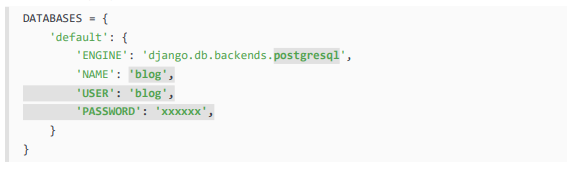 DATABASES = {
    'default': {
        'ENGINE': 'django.db.backends.postgresql',
        'NAME': 'blog',
        'USER': 'blog',
        'PASSWORD': 'xxxxxx',
    }
}